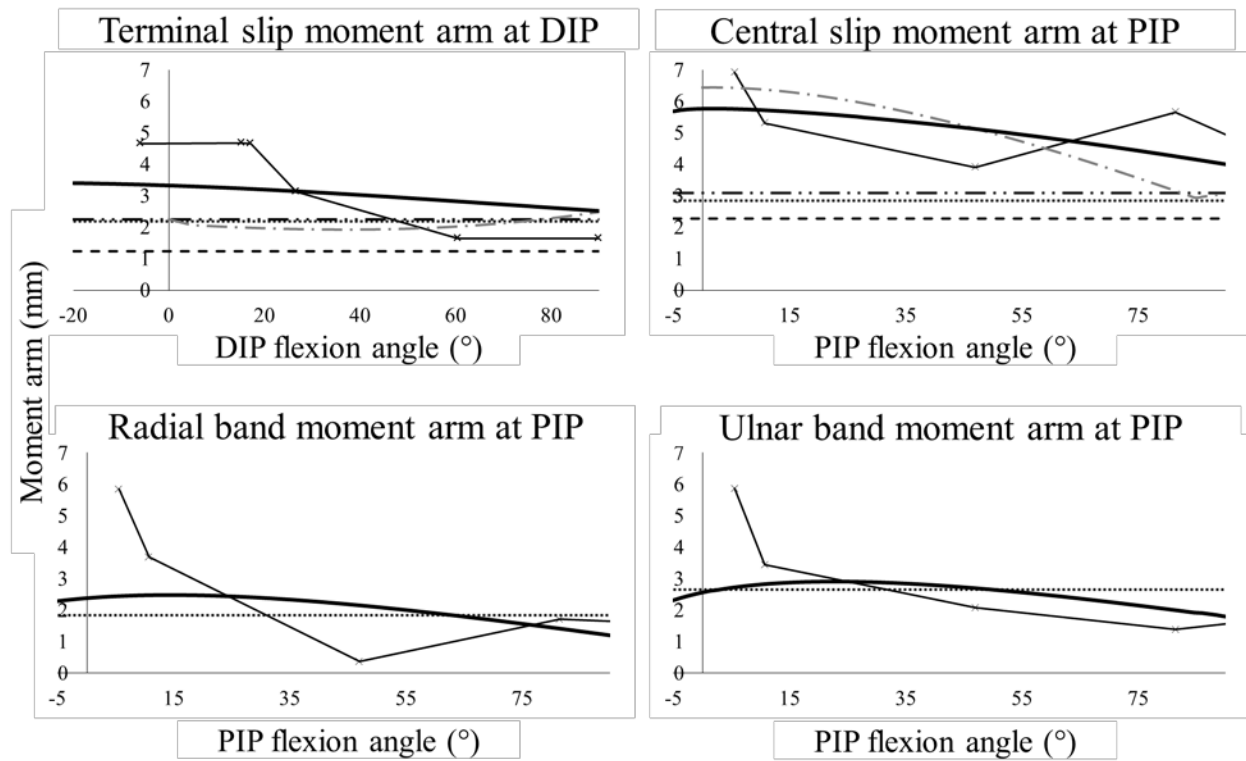 Terminal slip moment arm at DIP
7
6
5
4
3
2
1
0
-20 0 20 40 60 80
DIP flexion angle (°)
Central slip moment arm at PIP
7
6
5
4
3
2
1
0
-5 15 35 55 75
PIP flexion angle (°)
Moment arm (mm)
Radial band moment arm at PIP
7
6
5
4
3
2
1
0
-5 15 35 55 75
PIP flexion angle (°)
Ulnar band moment arm at PIP
7
6
5
4
3
2
1
0
-5 15 35 55 75
PIP flexion angle (°)